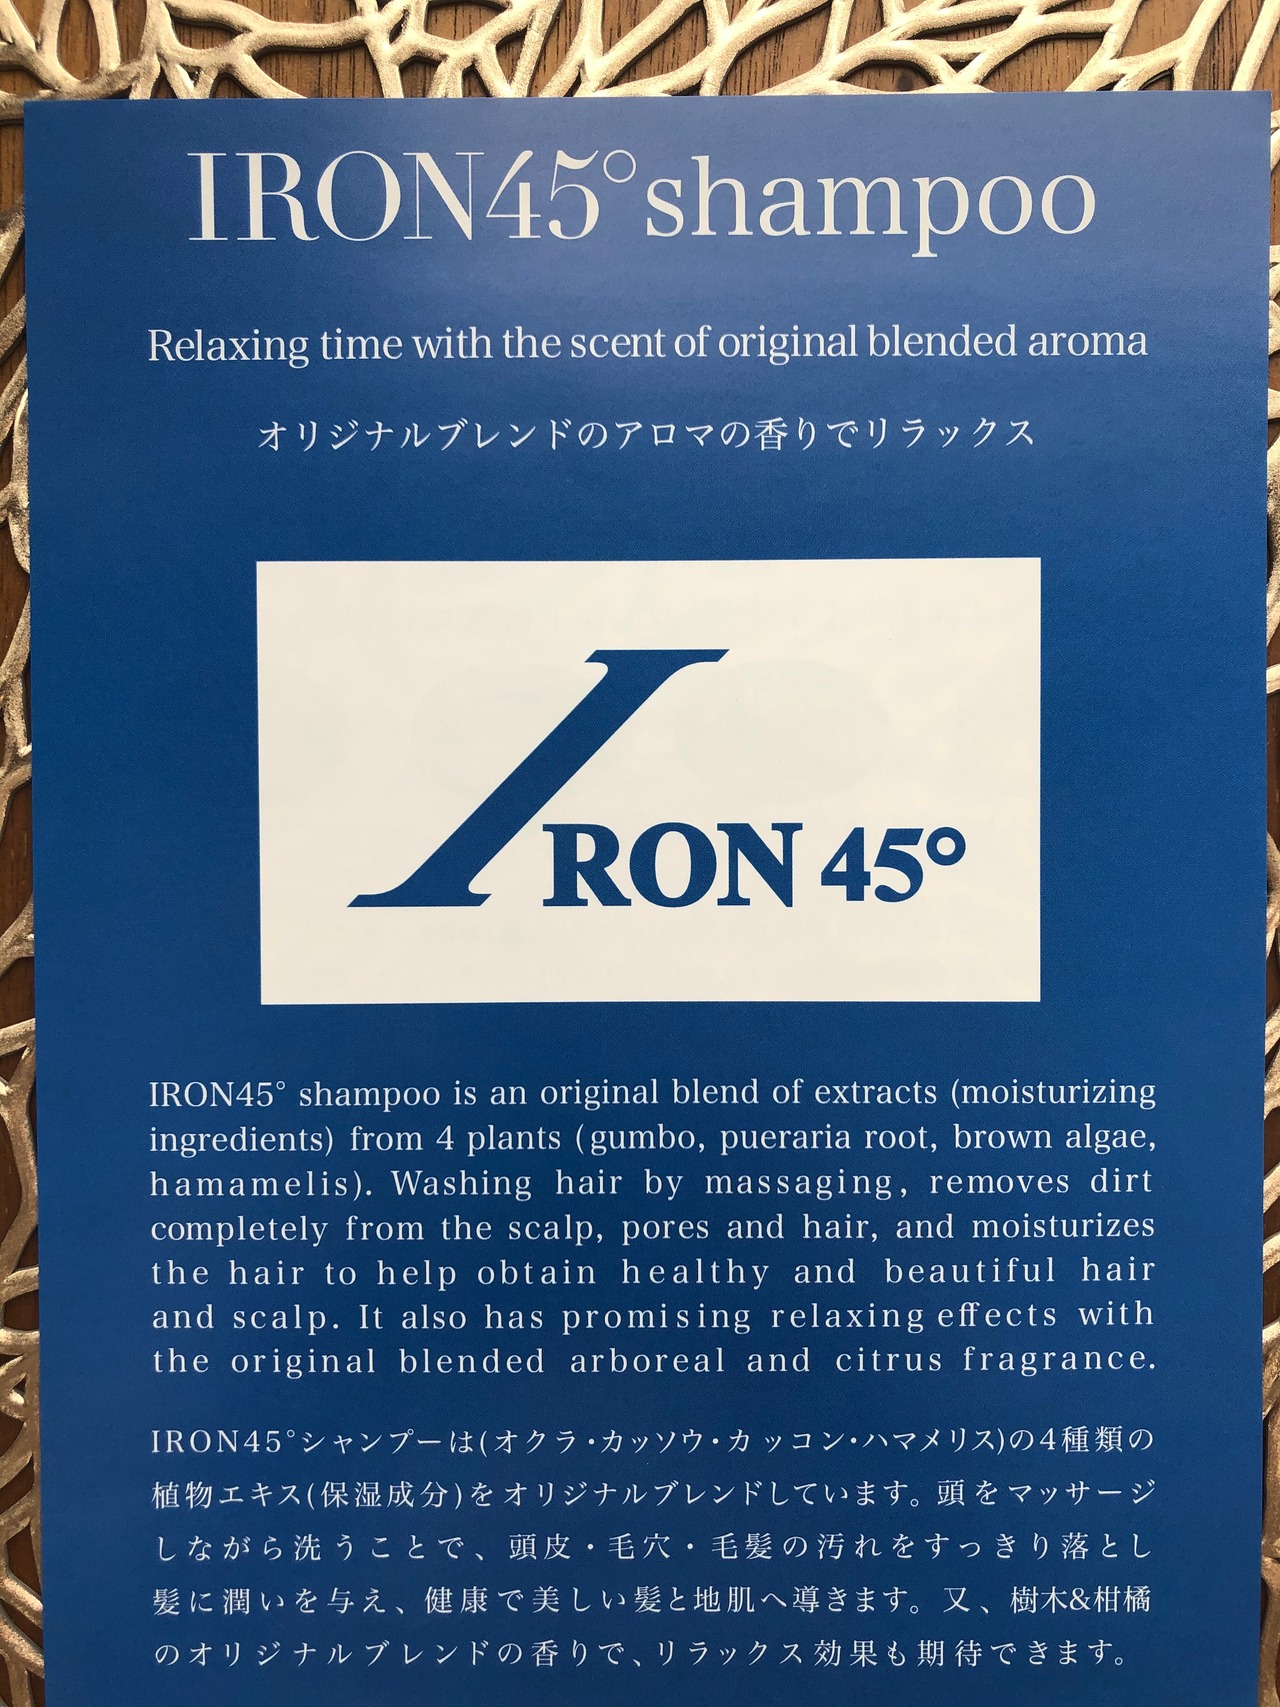 IRON45°shampoo
Relaxing time with the scent of original blended aroma
オリジナルブレンドのアロマの香りでリラックス
IRON 45°
IRON45° shampoo is an original blend of extracts (moisturizing
ingredients) from 4 plants (gumbo, pueraria root, brown algae,
hamamelis). Washing hair by massaging, removes dirt
completely from the scalp, pores and hair, and moisturizes
the hair to help obtain healthy and beautiful hair
and scalp. It also has promising relaxing effects with
the original blended arboreal and citrus fragrance.
IRON45°シャンプーは(オクラ・カッソウ・カッコン・ハマメリス)の4種類の
植物エキス(保湿成分)をオリジナルブレンドしています。頭をマッサージ
しながら洗うことで、頭皮・毛穴・毛髪の汚れをすっきり落とし
髪に潤いを与え、健康で美しい髪と地肌へ導きます。又、樹木&柑橘
のオリジナルブレンドの香りで、リラックス効果も期待できます。